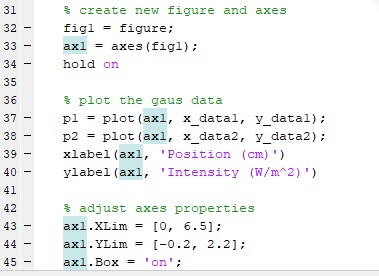 31 % create new figure and axes
32 - fig1 = figure;
33 - ax1 = axes(fig1);
34 - hold on
35
36 % plot the gaus data
37 - p1 = plot(ax1, x_data1, y_data1);
38 - p2 = plot(ax1, x_data2, y_data2);
39 - xlabel(ax1, 'Position (cm)')
40 - ylabel(ax1, 'Intensity (W/m^2)')
41
42 % adjust axes properties
43 - ax1.XLim = [0, 6.5];
44 - ax1.YLim = [-0.2, 2.2];
45 - ax1.Box = 'on';